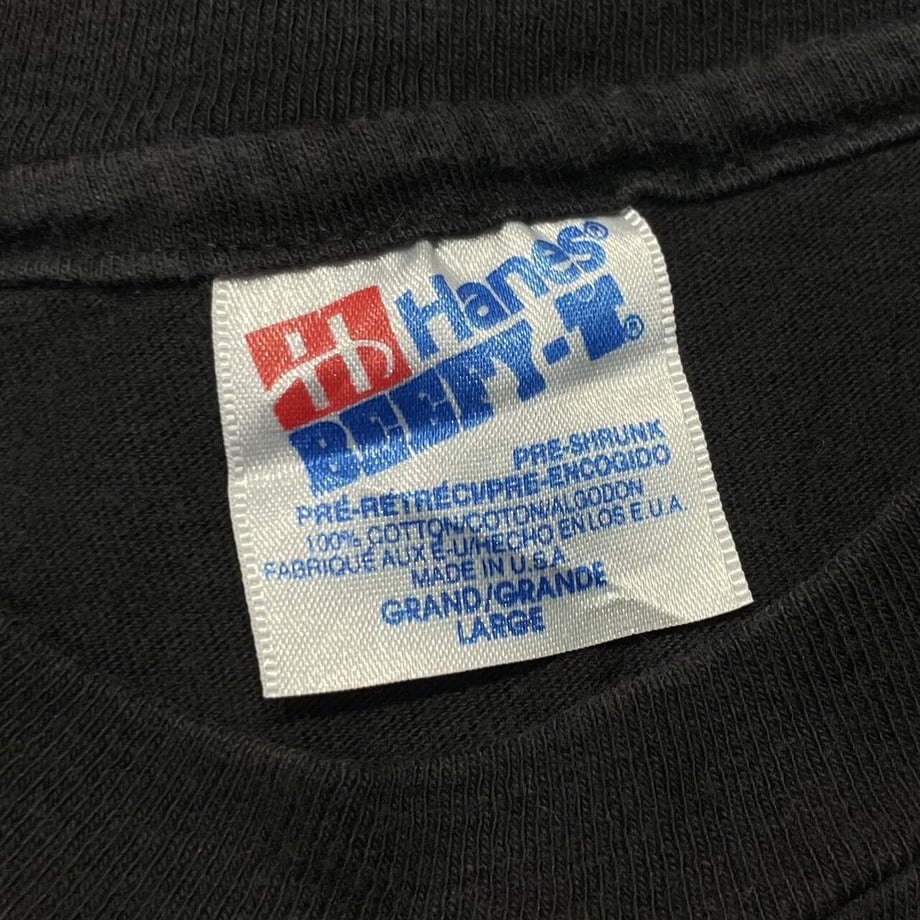 Hanes®
BEEFY-T®
PRE-SHRUNK
PRÉ-RÉTRÉCI/PRE-ENCOGIDO
100% COTTON/COTON/ALGODON
FABRIQUÉ AUX É-U/HECHO EN LOS E.U.A.
MADE IN U.S.A.
GRAND/GRANDE
LARGE